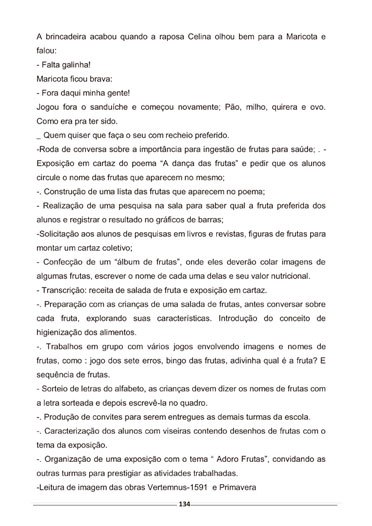 A brincadeira acabou quando a raposa Celina olhou bem para a Maricota e
falou:
- Falta galinha!
Maricota ficou brava:
- Fora daqui minha gente!
Jogou fora o sanduíche e começou novamente; Pão, milho, quirera e ovo.
Como era pra ter sido.
_ Quem quiser que faça o seu com recheio preferido.
-Roda de conversa sobre a importância para ingestão de frutas para saúde; . -
Exposição em cartaz do poema “A dança das frutas” e pedir que os alunos
circule o nome das frutas que aparecem no mesmo;
-. Construção de uma lista das frutas que aparecem no poema;
- Realização de uma pesquisa na sala para saber qual a fruta preferida dos
alunos e registrar o resultado no gráficos de barras;
-Solicitação aos alunos de pesquisas em livros e revistas, figuras de frutas para
montar um cartaz coletivo;
- Confecção de um “álbum de frutas”, onde eles deverão colar imagens de
algumas frutas, escrever o nome de cada uma delas e seu valor nutricional.
- Transcrição: receita de salada de fruta e exposição em cartaz.
-. Preparação com as crianças de uma salada de frutas, antes conversar sobre
cada fruta, explorando suas características. Introdução do conceito de
higienização dos alimentos.
-. Trabalhos em grupo com vários jogos envolvendo imagens e nomes de
frutas, como : jogo dos sete erros, bingo das frutas, adivinha qual é a fruta? E
sequência de frutas.
- Sorteio de letras do alfabeto, as crianças devem dizer os nomes de frutas com
a letra sorteada e depois escrevê-la no quadro.
-. Produção de convites para serem entregues as demais turmas da escola.
-. Caracterização dos alunos com viseiras contendo desenhos de frutas com o
tema da exposição.
-. Organização de uma exposição com o tema “ Adoro Frutas”, convidando as
outras turmas para prestigiar as atividades trabalhadas.
-Leitura de imagem das obras Vertemnus-1591 e Primavera
134